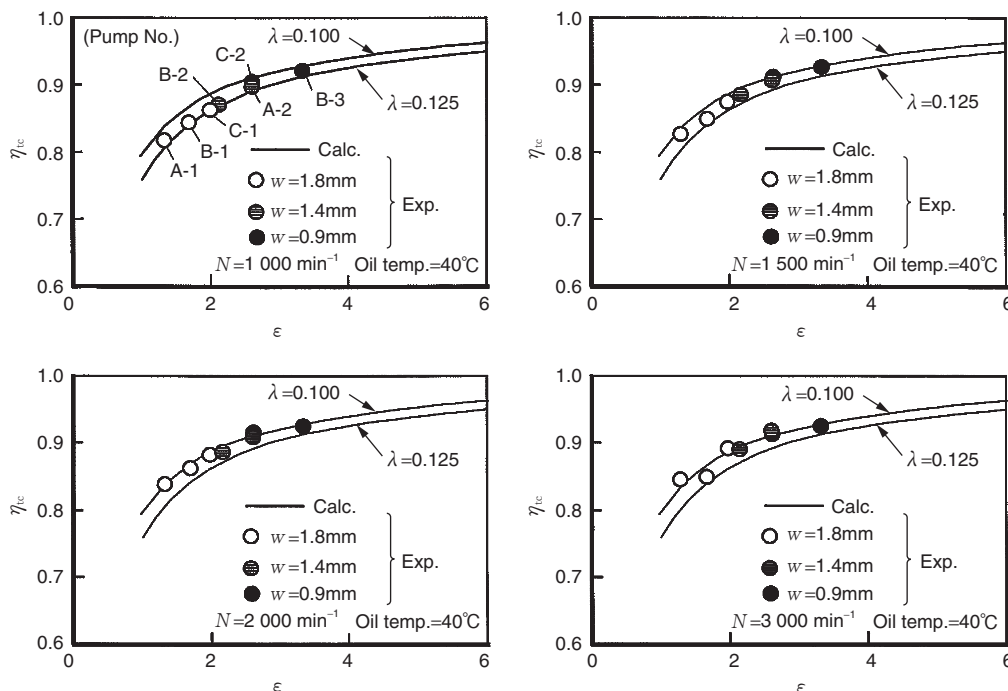 1.0
(Pump No.)
λ=0.100
C-2
B-2
0.9
A-2
B-3
λ=0.125
C-1
ηtc
0.8
B-1
A-1
Calc.
w=1.8mm
0.7
w=1.4mm
Exp.
w=0.9mm
N=1 000 min⁻¹ Oil temp.=40℃
0.6
0 2 4 6
ε
1.0
λ=0.100
0.9
λ=0.125
ηtc
0.8
Calc.
w=1.8mm
0.7
w=1.4mm
Exp.
w=0.9mm
N=1 500 min⁻¹ Oil temp.=40℃
0.6
0 2 4 6
ε
1.0
λ=0.100
0.9
λ=0.125
ηtc
0.8
Calc.
w=1.8mm
0.7
w=1.4mm
Exp.
w=0.9mm
N=2 000 min⁻¹ Oil temp.=40℃
0.6
0 2 4 6
ε
1.0
λ=0.100
0.9
λ=0.125
ηtc
0.8
Calc.
w=1.8mm
0.7
w=1.4mm
Exp.
w=0.9mm
N=3 000 min⁻¹ Oil temp.=40℃
0.6
0 2 4 6
ε